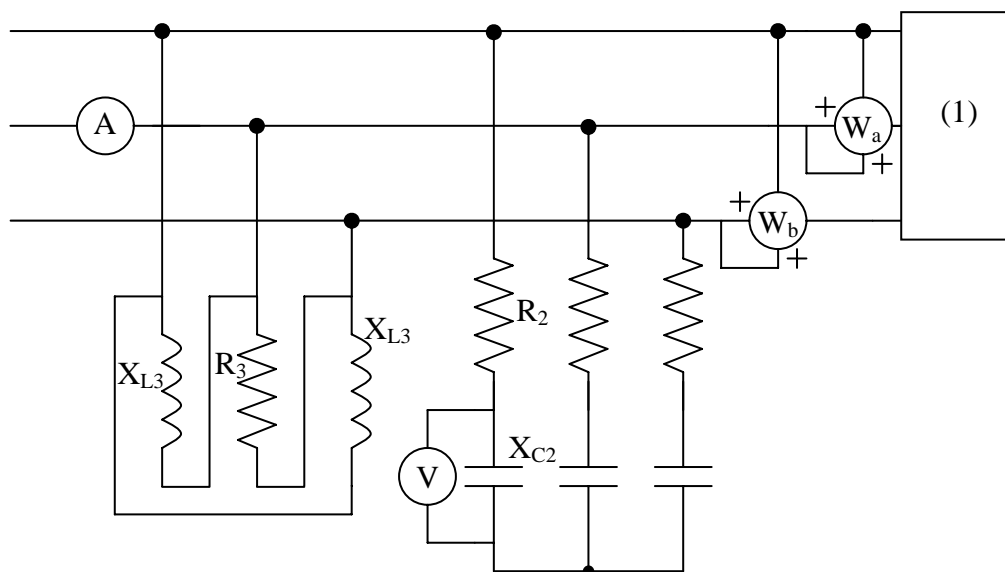 (1)
A
+
W_a
+
+
W_b
+
R_2
X_L3
X_L3
R_3
X_C2
V